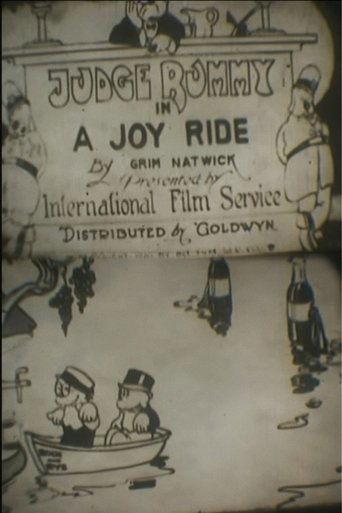 JUDGE RUMMY
IN
A JOY RIDE
By GRIM NATWICK
Presented by
International Film Service
DISTRIBUTED by GOLDWYN.